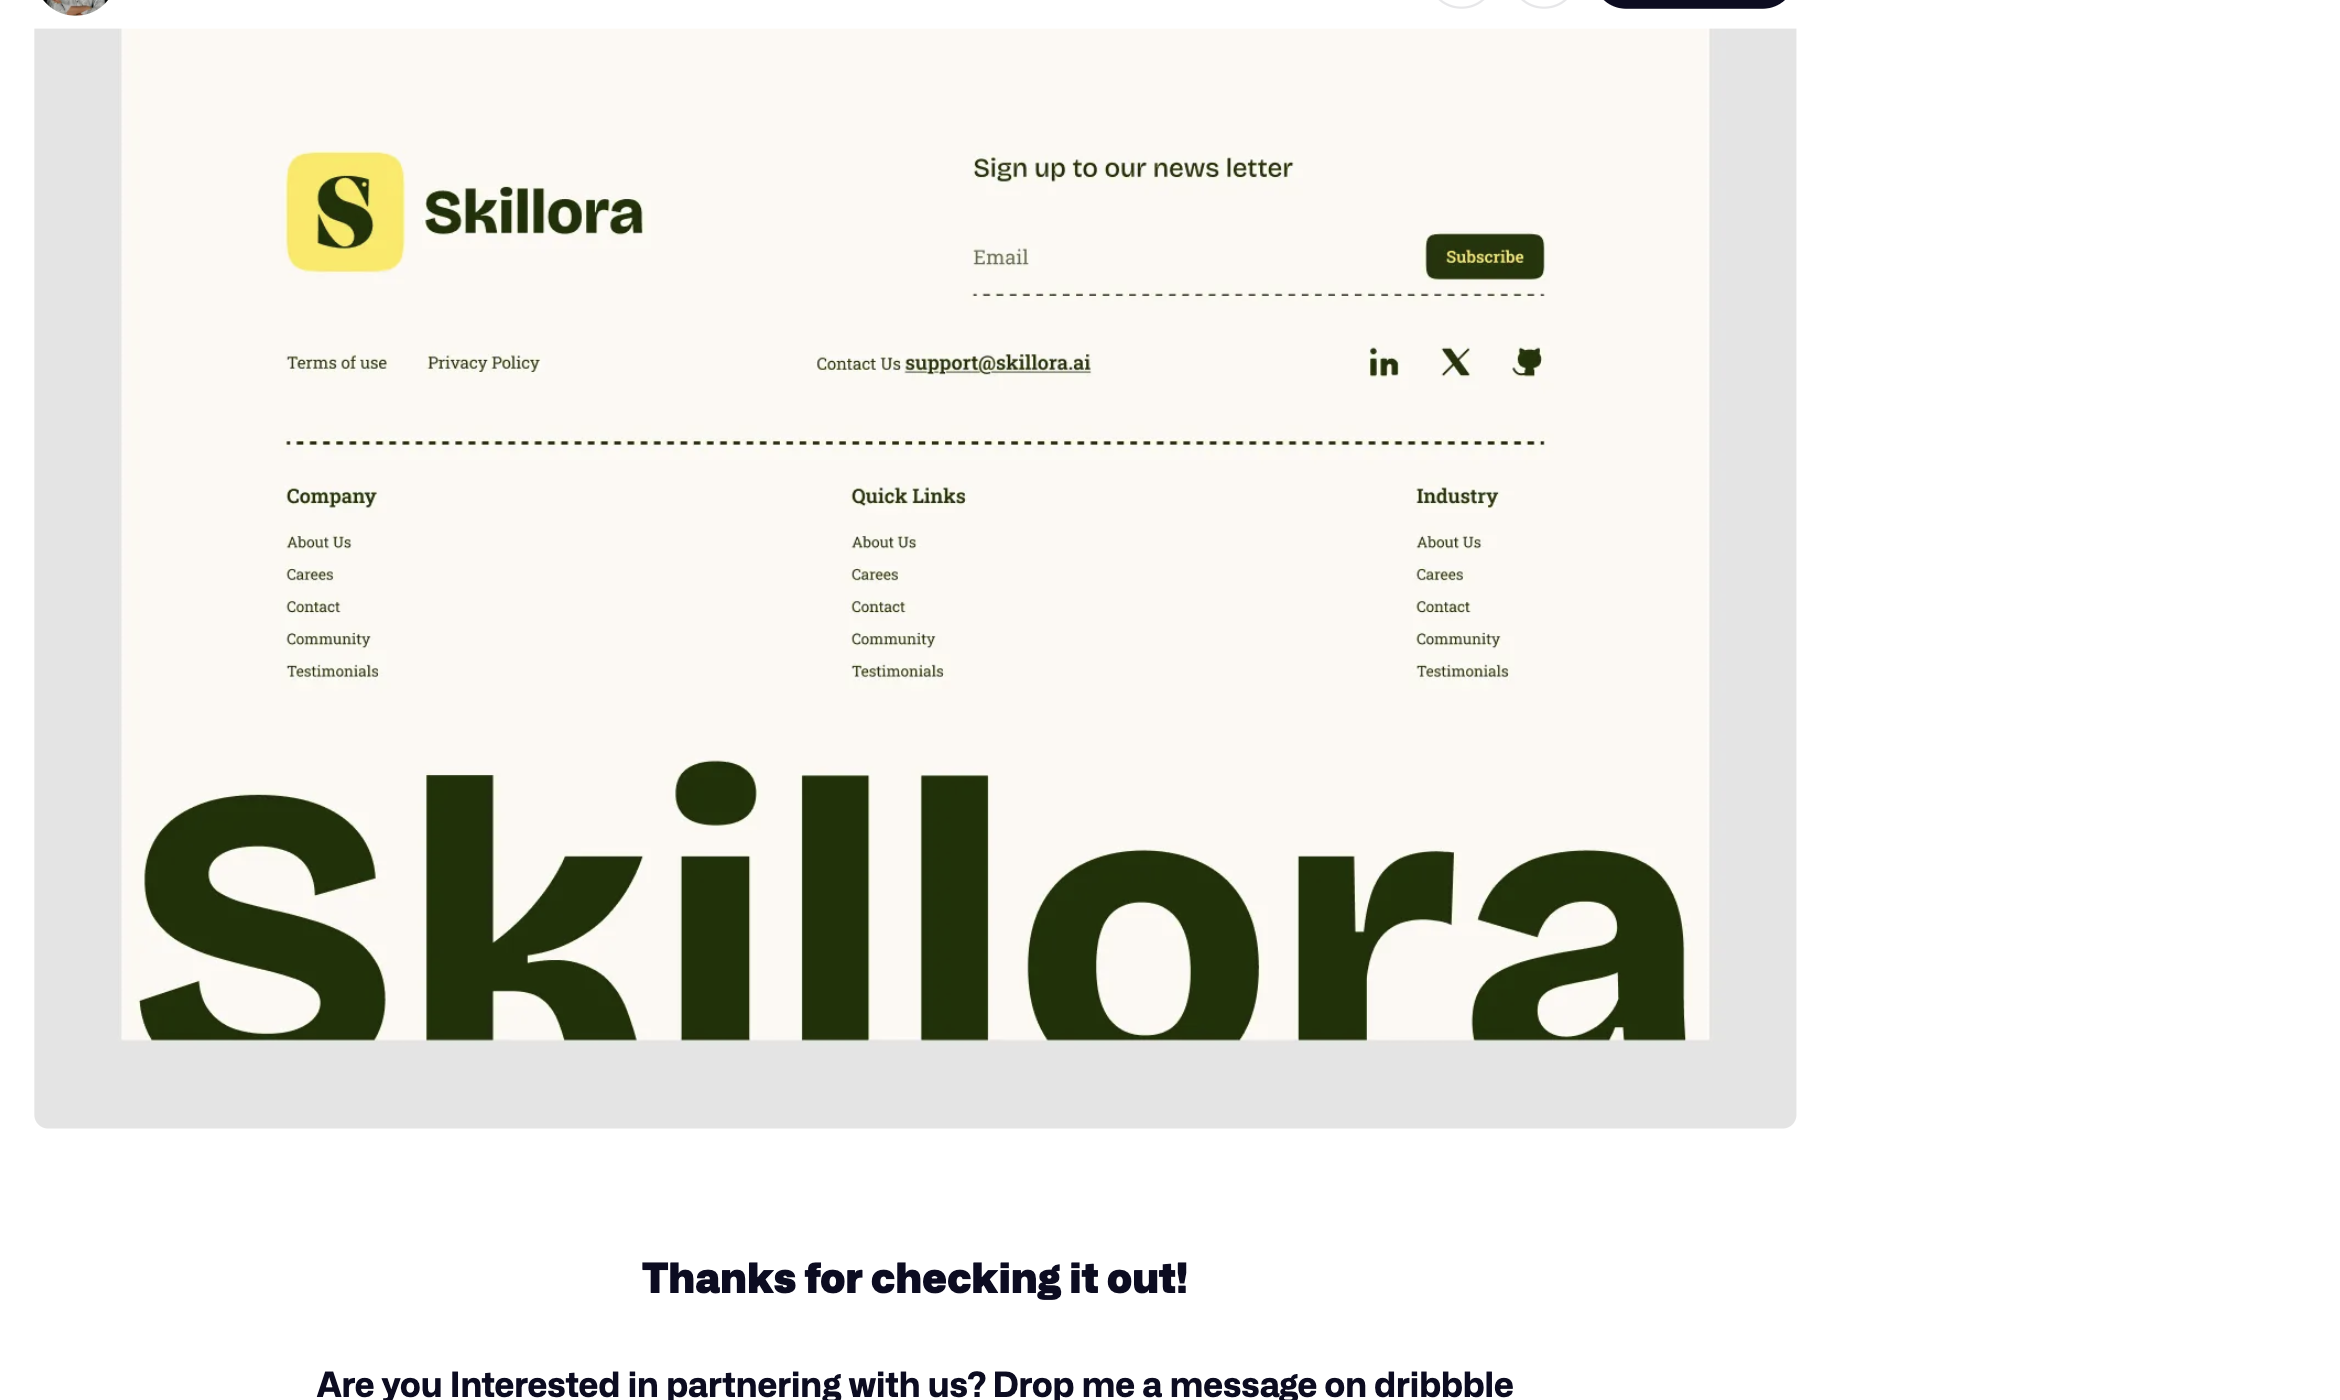 S Skillora
Sign up to our news letter
Email
Subscribe
Terms of use
Privacy Policy
Contact Us support@skillora.ai
Company
About Us
Carees
Contact
Community
Testimonials
Quick Links
About Us
Carees
Contact
Community
Testimonials
Industry
About Us
Carees
Contact
Community
Testimonials
Skillora
Thanks for checking it out!
Are you Interested in partnering with us? Drop me a message on dribbble